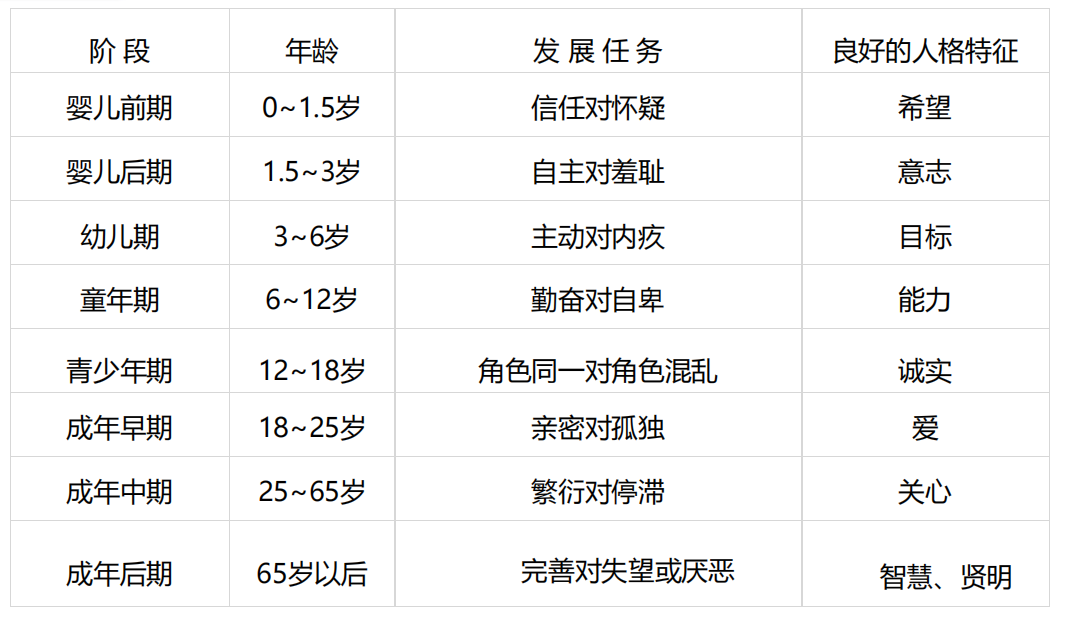 阶 段 年龄 发 展 任 务 良好的人格特征
婴儿前期 0~1.5岁 信任对怀疑 希望
婴儿后期 1.5~3岁 自主对羞耻 意志
幼儿期 3~6岁 主动对内疚 目标
童年期 6~12岁 勤奋对自卑 能力
青少年期 12~18岁 角色同一对角色混乱 诚实
成年早期 18~25岁 亲密对孤独 爱
成年中期 25~65岁 繁衍对停滞 关心
成年后期 65岁以后 完善对失望或厌恶 智慧、贤明